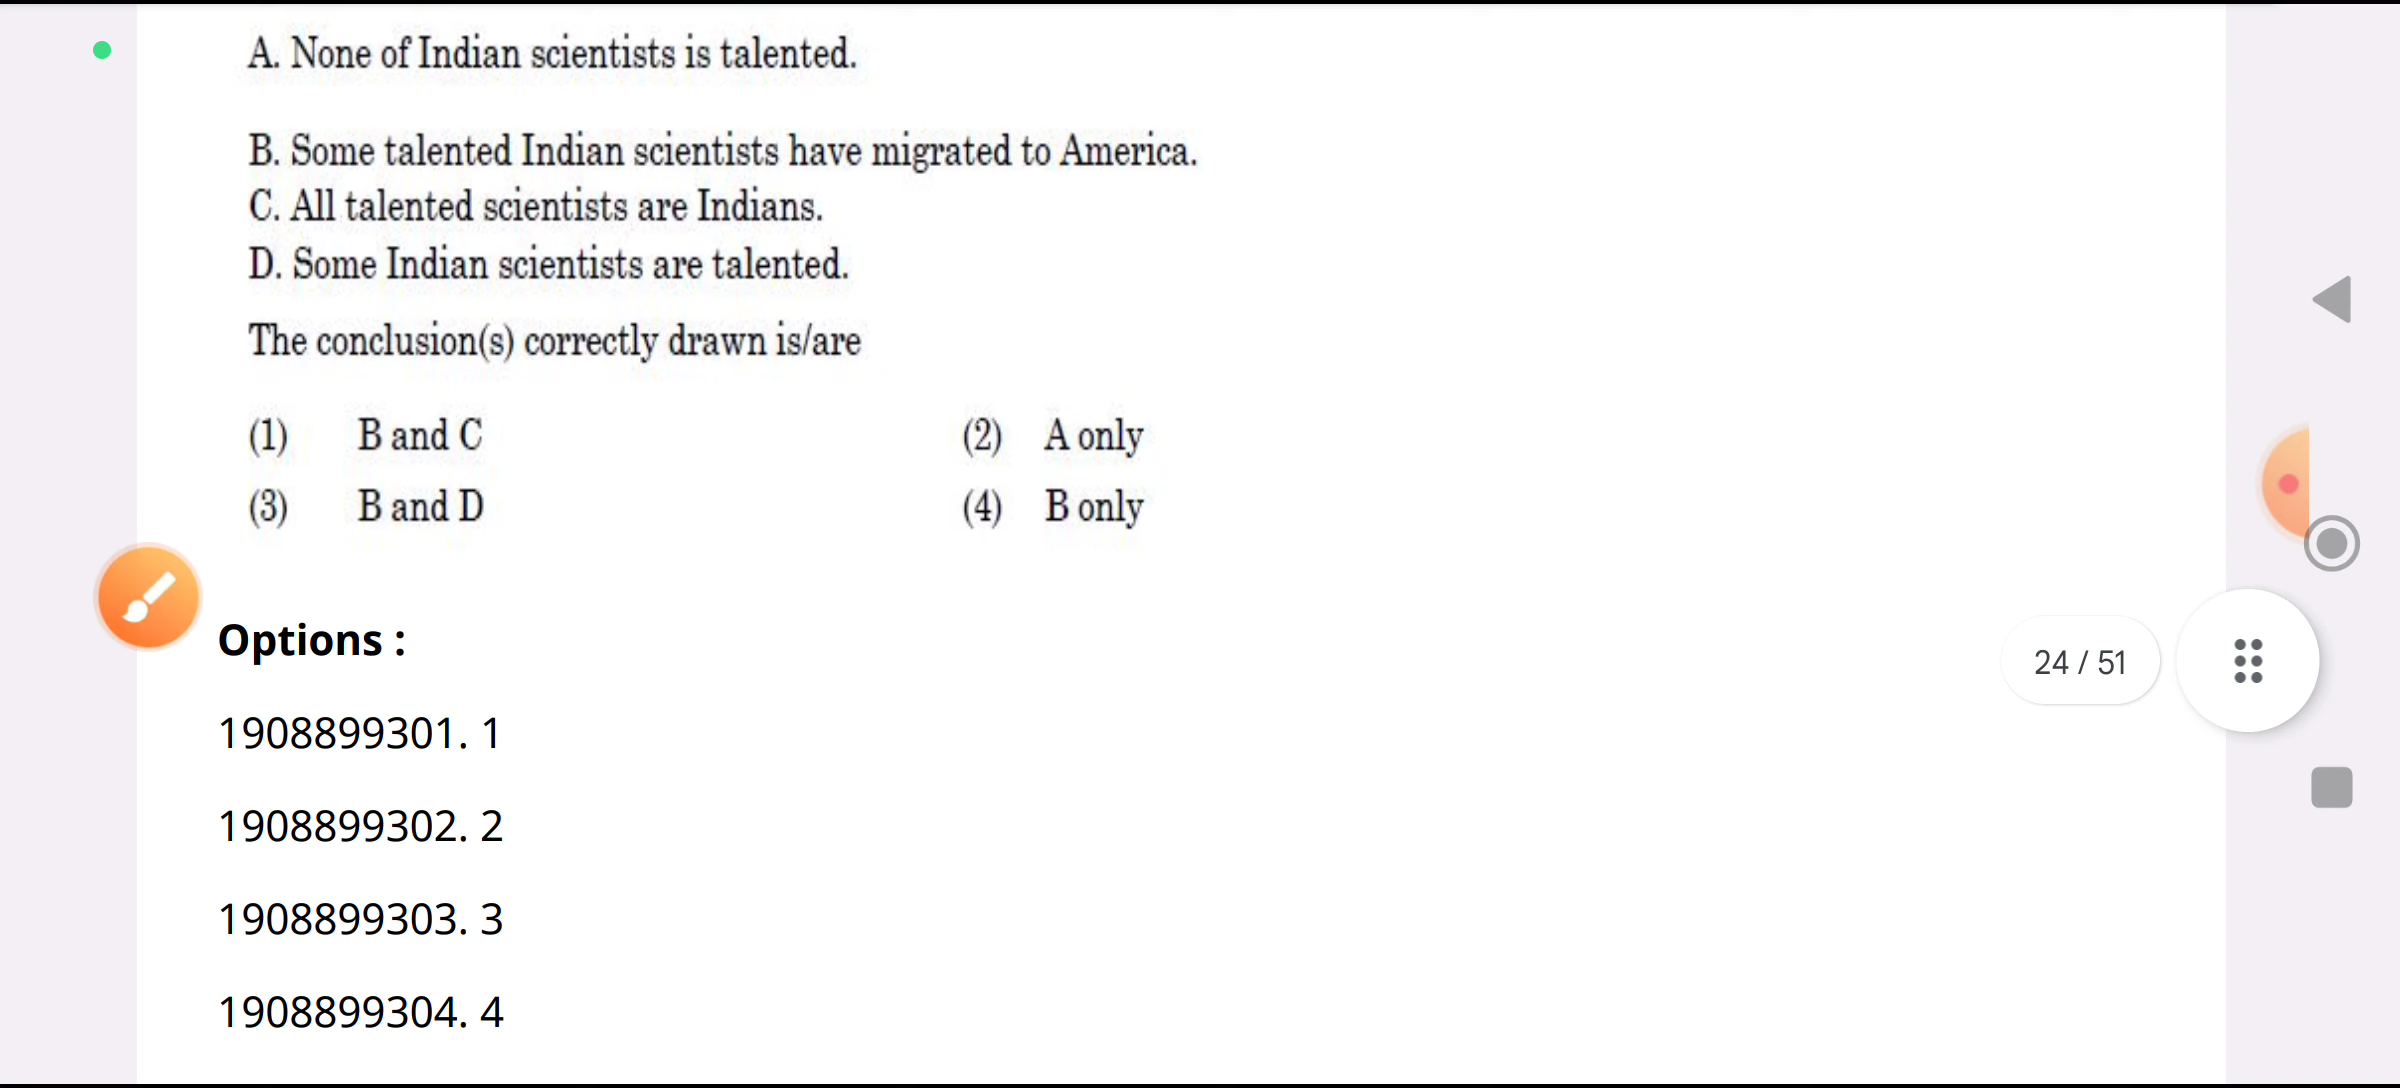 A. None of Indian scientists is talented.
B. Some talented Indian scientists have migrated to America.
C. All talented scientists are Indians.
D. Some Indian scientists are talented.
The conclusion(s) correctly drawn is/are
(1) B and C (2) A only
(3) B and D (4) B only
Options :
24 / 51
1908899301. 1
1908899302. 2
1908899303. 3
1908899304. 4